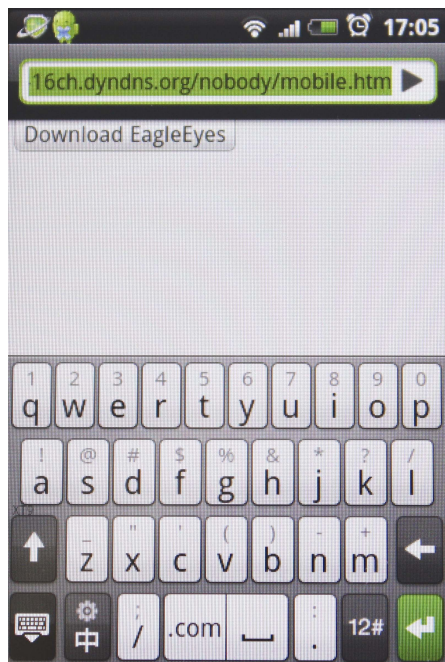 17:05
16ch.dyndns.org/nobody/mobile.htm
Download EagleEyes
1 2 3 4 5 6 7 8 9 0
q w e r t y u i o p
! @ # $ % & * ? /
a s d f g h j k l
XT9
_ " ' ( ) - +
z x c v b n m
; :
中 / .com . 12#